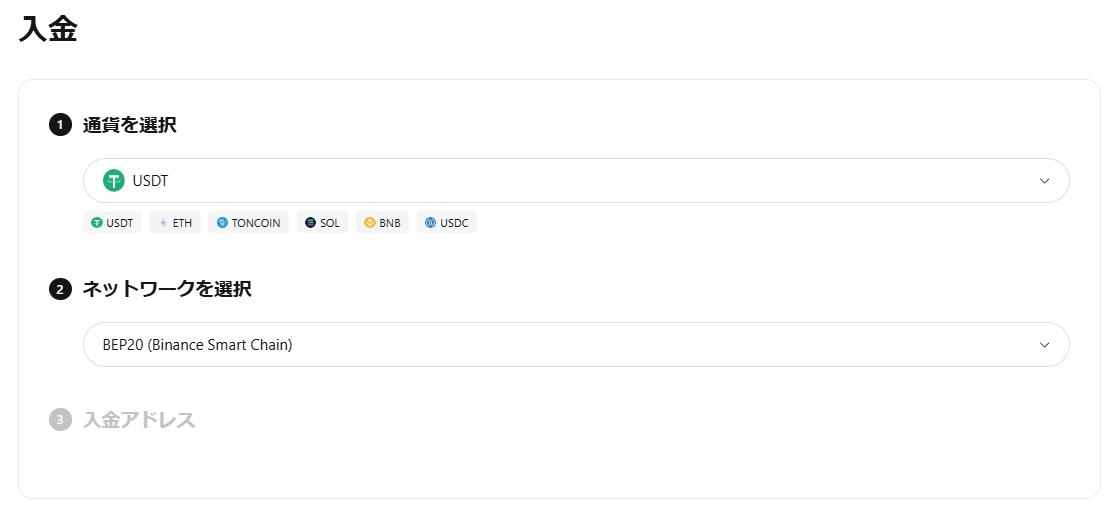 入金
1 通貨を選択
USDT
USDT ETH TONCOIN SOL BNB USDC
2 ネットワークを選択
BEP20 (Binance Smart Chain)
3 入金アドレス